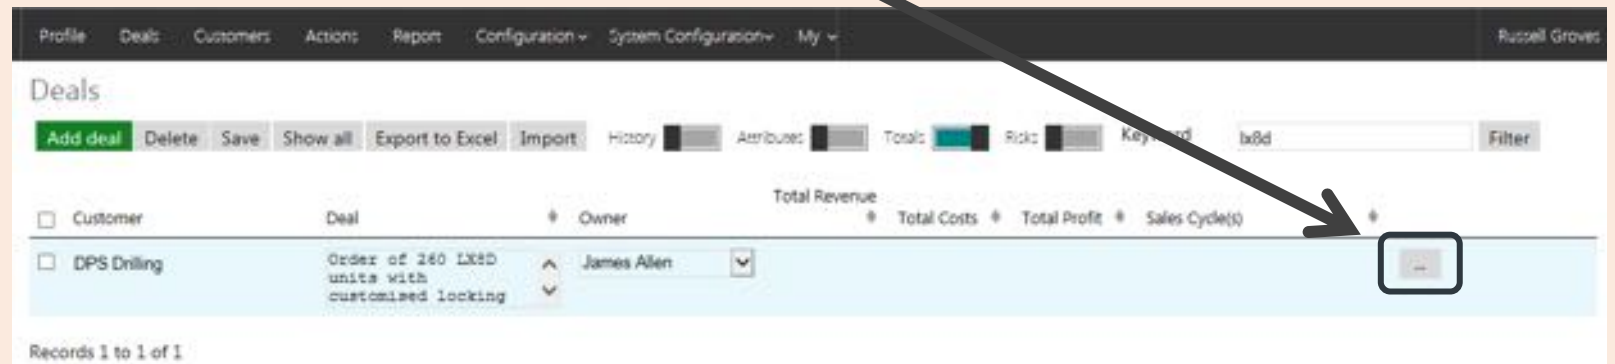 Profile Deals Customers Actions Report Configuration System Configuration My Russell Groves
Deals
Add deal Delete Save Show all Export to Excel Import History Attributes Totals Risks Keyword lx8d Filter
Total Revenue
Customer Deal Owner Total Costs Total Profit Sales Cycle(s)
DPS Drilling Order of 260 LX8D James Allen ...
units with
customised locking
Records 1 to 1 of 1